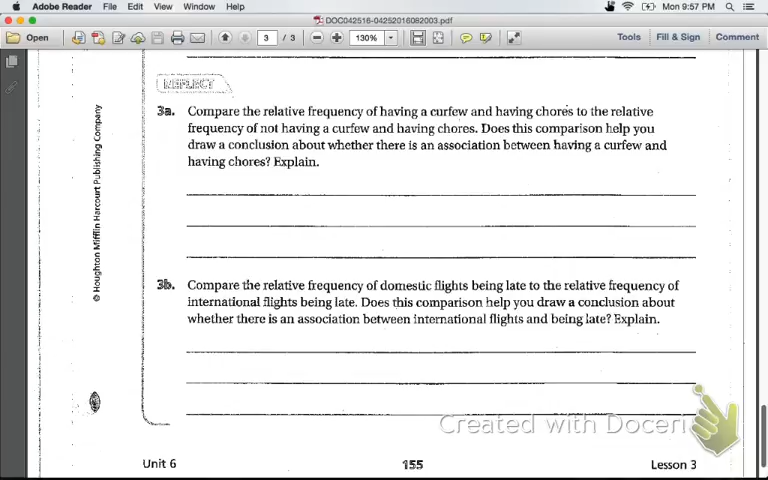 Adobe Reader File Edit View Window Help Mon 9:57 PM
DOC042516-04252016082003.pdf
Open 3 / 3 130% Tools Fill & Sign Comment
REFLECT
3a. Compare the relative frequency of having a curfew and having chores to the relative
frequency of not having a curfew and having chores. Does this comparison help you
draw a conclusion about whether there is an association between having a curfew and
having chores? Explain.
© Houghton Mifflin Harcourt Publishing Company
3b. Compare the relative frequency of domestic flights being late to the relative frequency of
international flights being late. Does this comparison help you draw a conclusion about
whether there is an association between international flights and being late? Explain.
Created with Doceri
Unit 6 155 Lesson 3